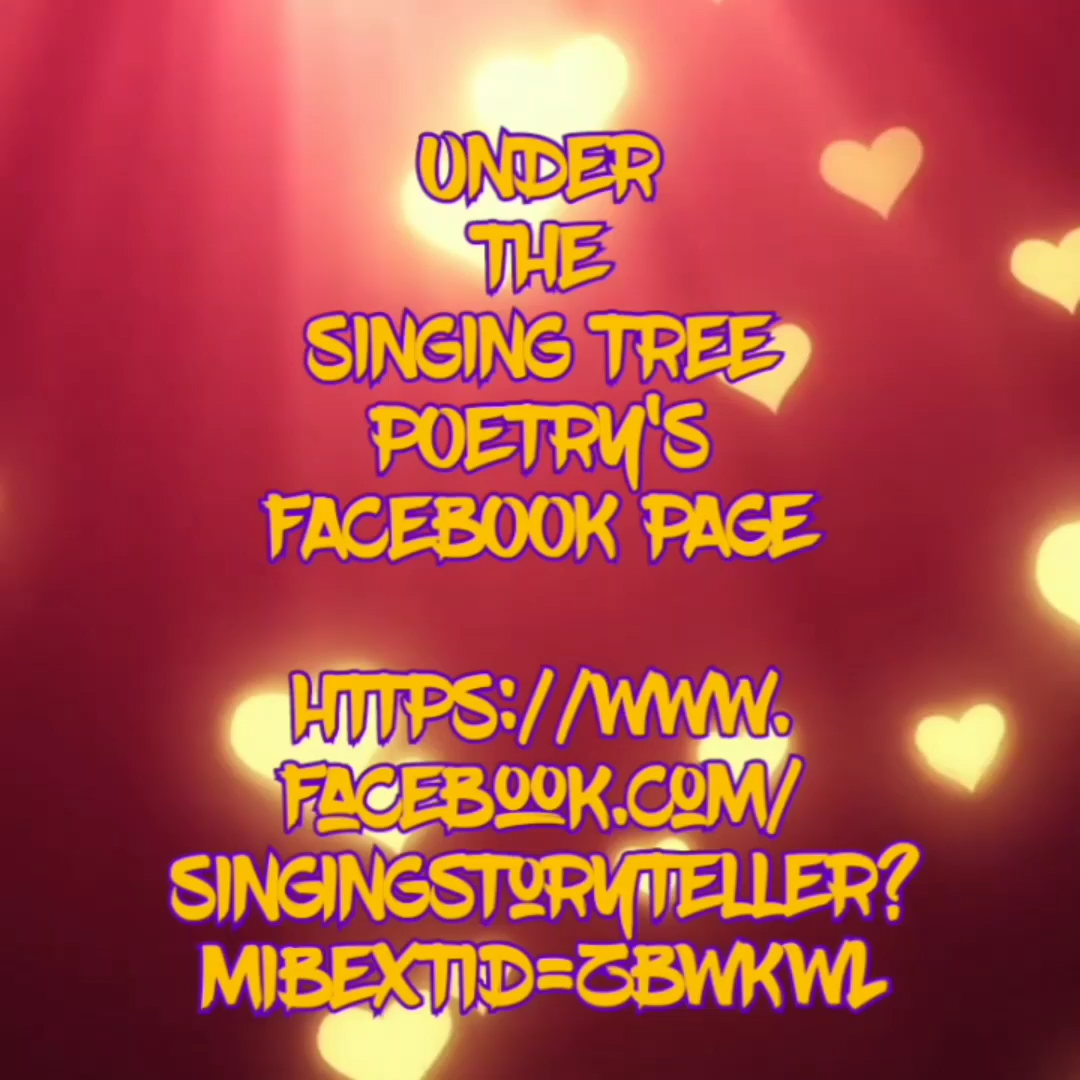 UNDER
THE
SINGING TREE
POETRY'S
FACEBOOK PAGE
HTTPS://WWW.
FACEBOOK.COM/
SINGINGSTORYTELLER?
MIBEXTID=ZBWKWL